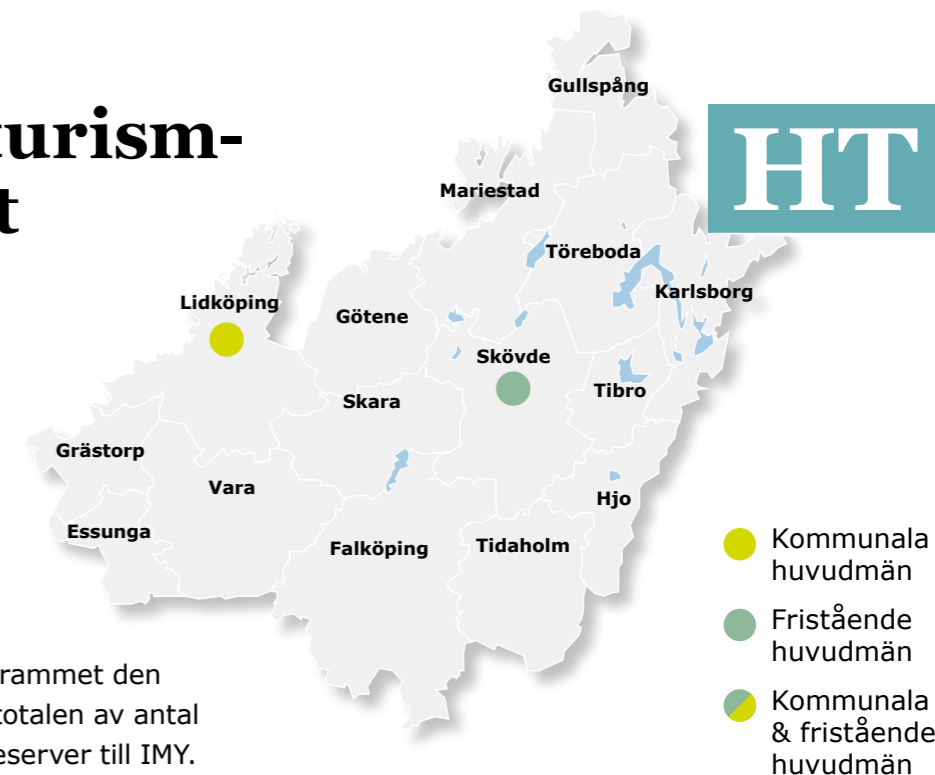 turism-
t
HT
Gullspång
Mariestad
Töreboda
Karlsborg
Lidköping
Götene
Skövde
Tibro
Skara
Grästorp
Vara
Hjo
Essunga
Falköping
Tidaholm
Kommunala
huvudmän
Fristående
huvudmän
Kommunala
& fristående
huvudmän
rammet den
totalen av antal
eserver till IMY.